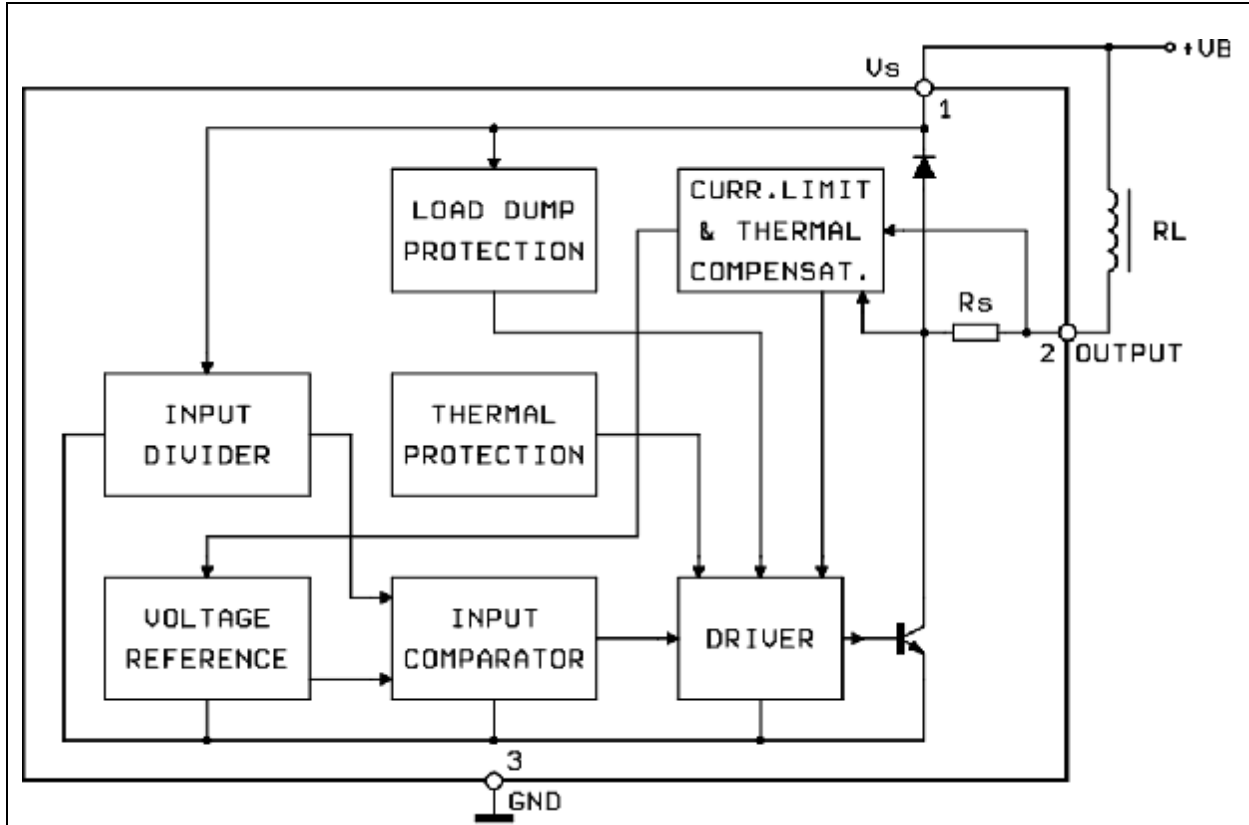 +VB
Vs
1
LOAD DUMP
PROTECTION
CURR.LIMIT
& THERMAL
COMPENSAT.
RL
Rs
2 OUTPUT
INPUT
DIVIDER
THERMAL
PROTECTION
VOLTAGE
REFERENCE
INPUT
COMPARATOR
DRIVER
3
GND